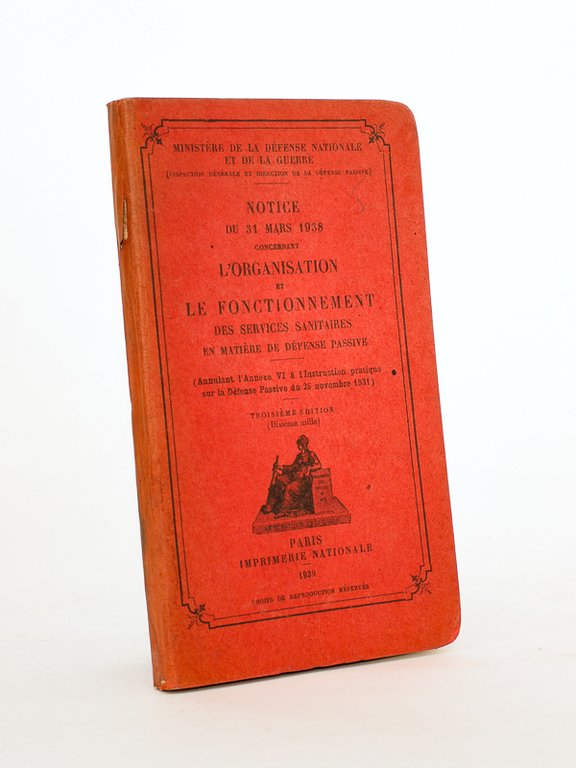 MINISTÈRE DE LA DÉFENSE NATIONALE
ET DE LA GUERRE
(INSPECTION GÉNÉRALE ET DIRECTION DE LA DÉFENSE PASSIVE)
NOTICE
DU 31 MARS 1938
CONCERNANT
L'ORGANISATION
ET
LE FONCTIONNEMENT
DES SERVICES SANITAIRES
EN MATIÈRE DE DÉFENSE PASSIVE
(Annulant l'Annexe VI à l'Instruction pratique
sur la Défense Passive du 25 novembre 1931)
TROISIÈME ÉDITION
(Dixième mille)
PARIS
IMPRIMERIE NATIONALE
1939
DROITS DE REPRODUCTION RÉSERVÉS